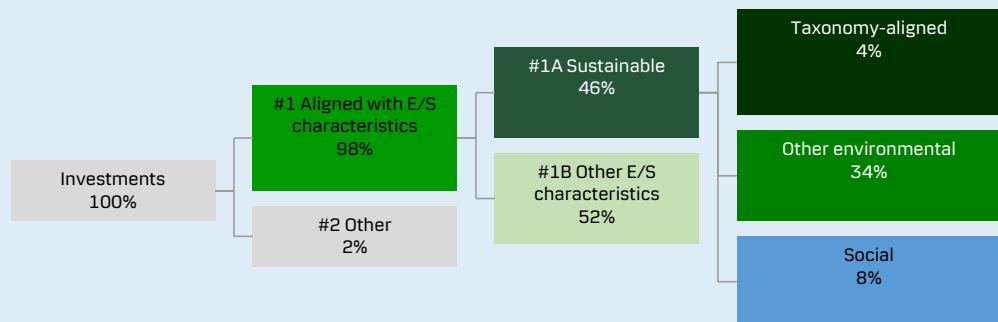 Investments
100%
#1 Aligned with E/S
characteristics
98%
#2 Other
2%
#1A Sustainable
46%
#1B Other E/S
characteristics
52%
Taxonomy-aligned
4%
Other environmental
34%
Social
8%